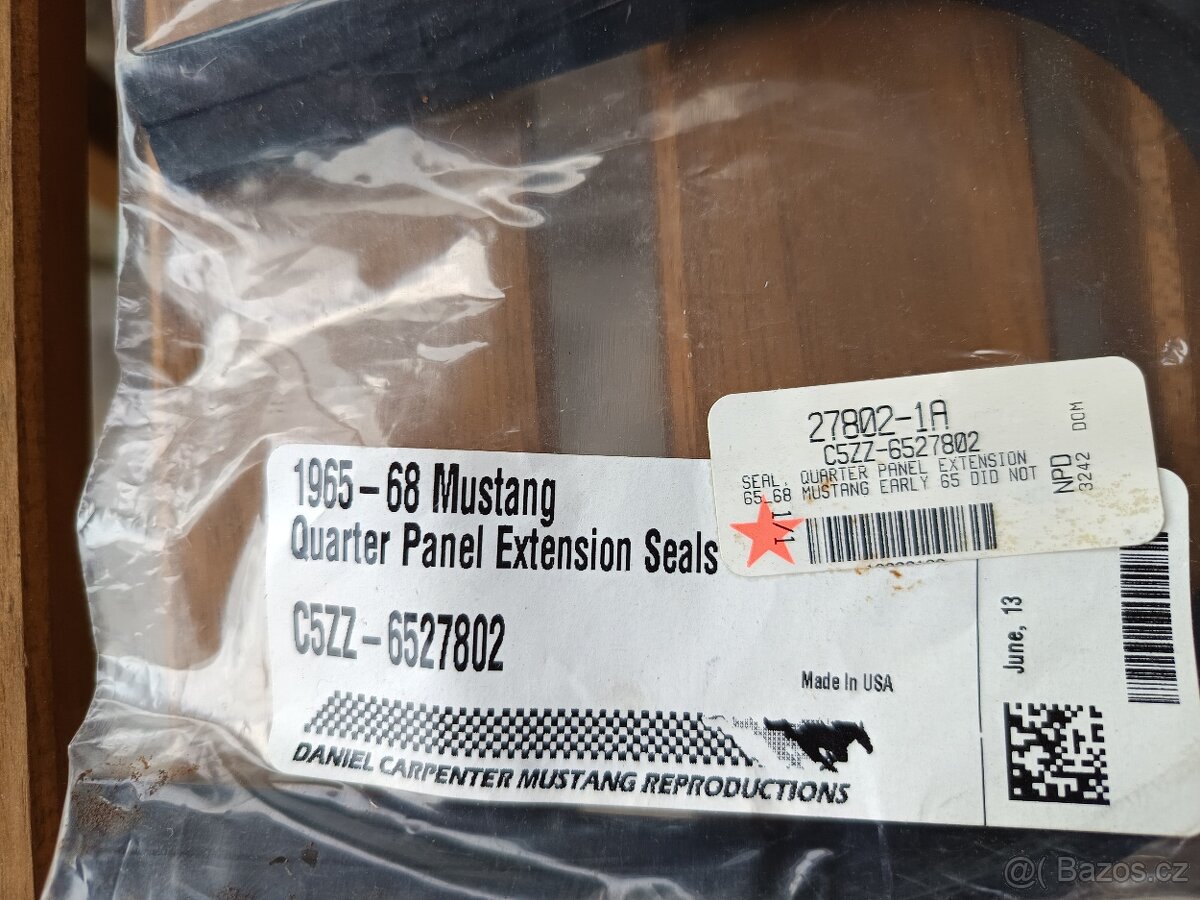 27802-1A
C5ZZ-6527802
SEAL, QUARTER PANEL EXTENSION
65-68 MUSTANG EARLY 65 DID NOT
1/1
NPD
3242 DOM
1965-68 Mustang
Quarter Panel Extension Seals
C5ZZ-6527802
Made In USA
June, 13
DANIEL CARPENTER MUSTANG REPRODUCTIONS
@( Bazos.cz